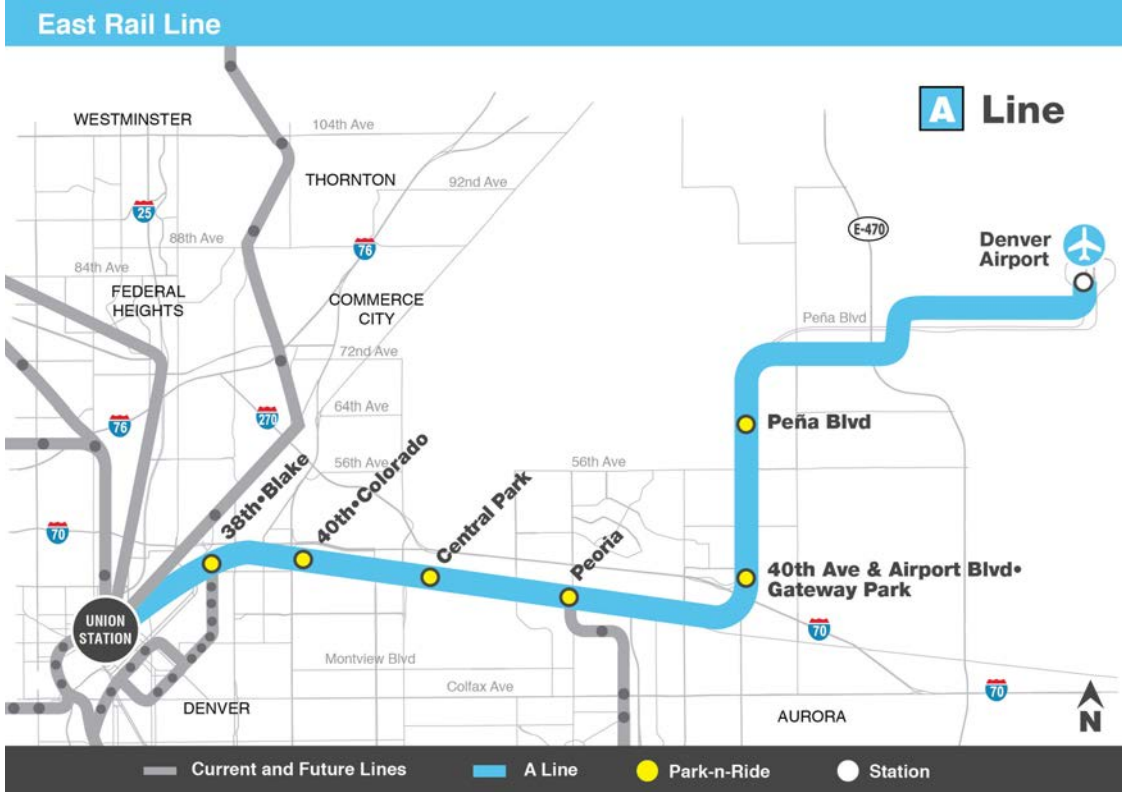 East Rail Line
A Line
WESTMINSTER
104th Ave
THORNTON
92nd Ave
25
88th Ave
76
E-470
Denver
Airport
84th Ave
FEDERAL
HEIGHTS
COMMERCE
CITY
Peña Blvd
72nd Ave
270
64th Ave
76
Peña Blvd
56th Ave
56th Ave
70
38th•Blake
40th•Colorado
Central Park
Peoria
40th Ave & Airport Blvd•
Gateway Park
UNION
STATION
70
Montview Blvd
Colfax Ave
70
DENVER
AURORA
N
Current and Future Lines
A Line
Park-n-Ride
Station